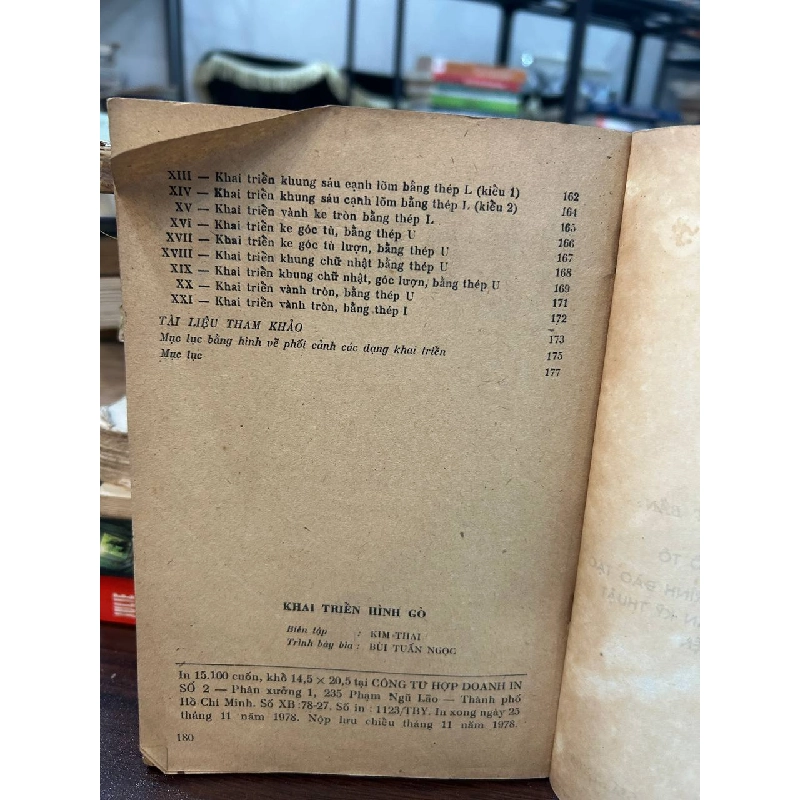 XIII — Khai triển khung sáu cạnh lõm bằng thép L (kiểu 1) 162
XIV — Khai triển khung sáu cạnh lõm bằng thép L (kiểu 2) 164
XV — Khai triển vành ke tròn bằng thép L 165
XVI — Khai triển ke góc tù, bằng thép U 166
XVII — Khai triển ke góc tù lượn, bằng thép U 167
XVIII — Khai triển khung chữ nhật bằng thép U 168
XIX — Khai triển khung chữ nhật, góc lượn, bằng thép U 169
XX — Khai triển vành tròn, bằng thép U 171
XXI — Khai triển vành tròn, bằng thép I 172
TÀI LIỆU THAM KHẢO 173
Mục lục bảng hình vẽ phối cảnh các dạng khai triển 175
Mục lục 177
KHAI TRIỂN HÌNH GÒ
Biên tập : KIM-THAI
Trình bày bìa : BÙI TUẤN NGỌC
In 15.100 cuốn, khổ 14,5 × 20,5 tại CÔNG TƯ HỢP DOANH IN
SỐ 2 — Phân xưởng 1, 235 Phạm Ngũ Lão — Thành phố
Hồ Chí Minh. Số XB : 78-27. Số in : 1123/TBY. In xong ngày 25
tháng 11 năm 1978. Nộp lưu chiểu tháng 11 năm 1978.
180